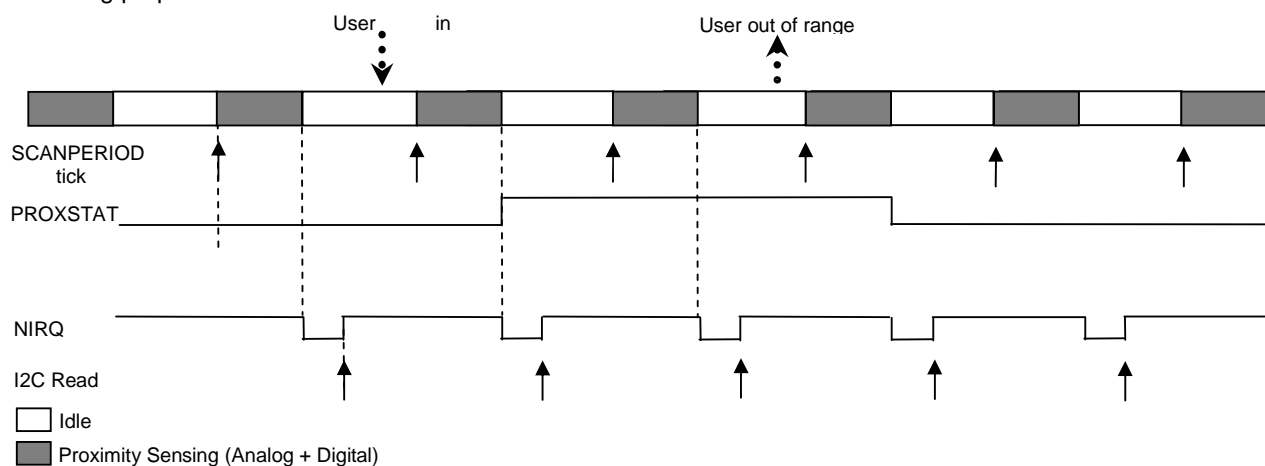 User in
User out of range
SCANPERIOD
tick
PROXSTAT
NIRQ
I2C Read
Idle
Proximity Sensing (Analog + Digital)